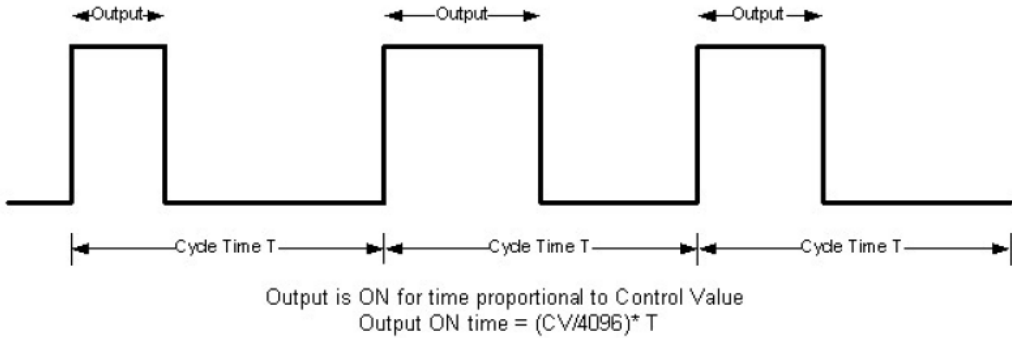 Output Output Output
Cycle Time T Cycle Time T Cycle Time T
Output is ON for time proportional to Control Value
Output ON time = (CV/4096)* T